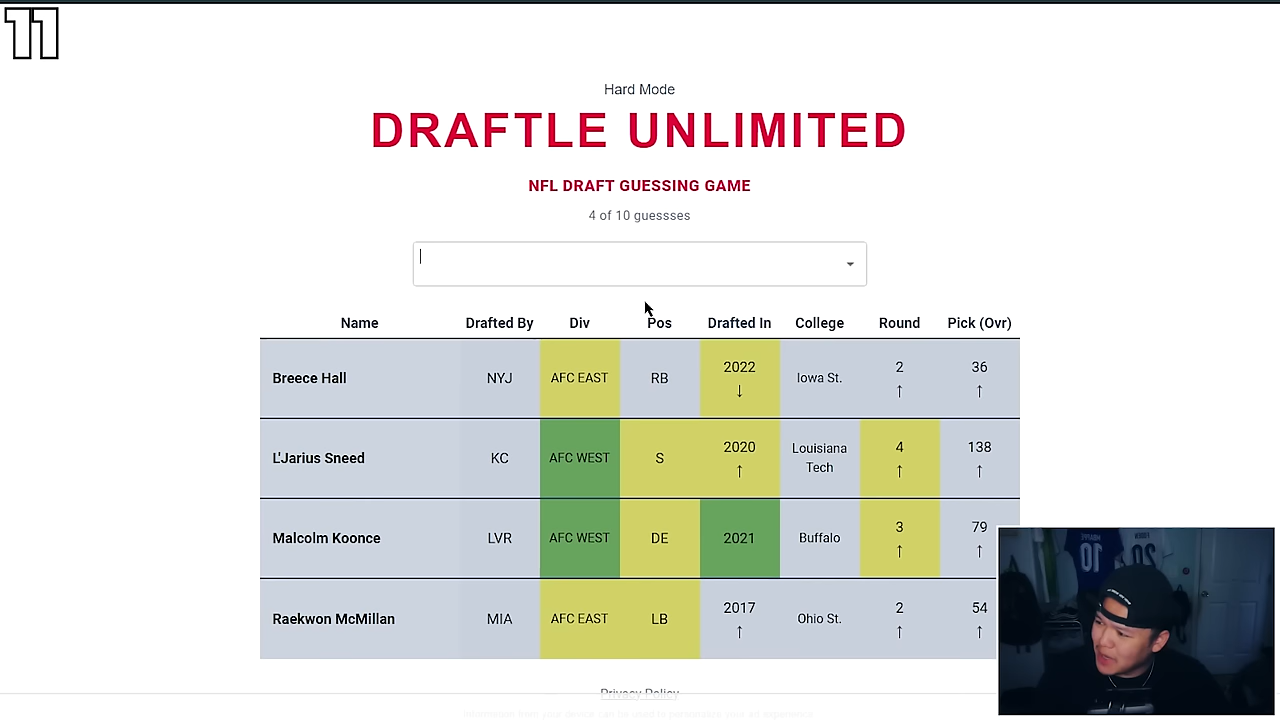 11
Hard Mode
DRAFTLE UNLIMITED
NFL DRAFT GUESSING GAME
4 of 10 guessses
Name Drafted By Div Pos Drafted In College Round Pick (Ovr)
Breece Hall NYJ AFC EAST RB 2022 ↓ Iowa St. 2 ↑ 36 ↑
L'Jarius Sneed KC AFC WEST S 2020 ↑ Louisiana Tech 4 ↑ 138 ↑
Malcolm Koonce LVR AFC WEST DE 2021 Buffalo 3 ↑ 79 ↑
Raekwon McMillan MIA AFC EAST LB 2017 ↑ Ohio St. 2 ↑ 54 ↑
Privacy Policy
10
20